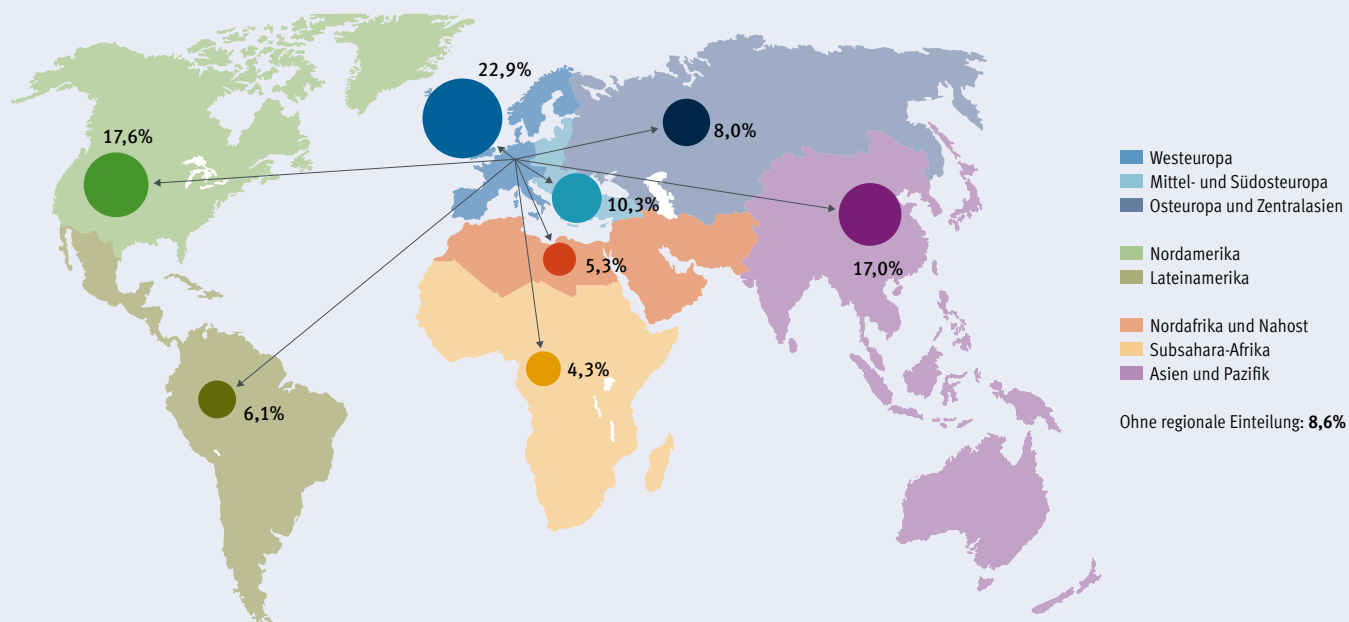 22,9%
17,6%
8,0%
10,3%
17,0%
5,3%
4,3%
6,1%
Westeuropa
Mittel- und Südosteuropa
Osteuropa und Zentralasien
Nordamerika
Lateinamerika
Nordafrika und Nahost
Subsahara-Afrika
Asien und Pazifik
Ohne regionale Einteilung: 8,6%